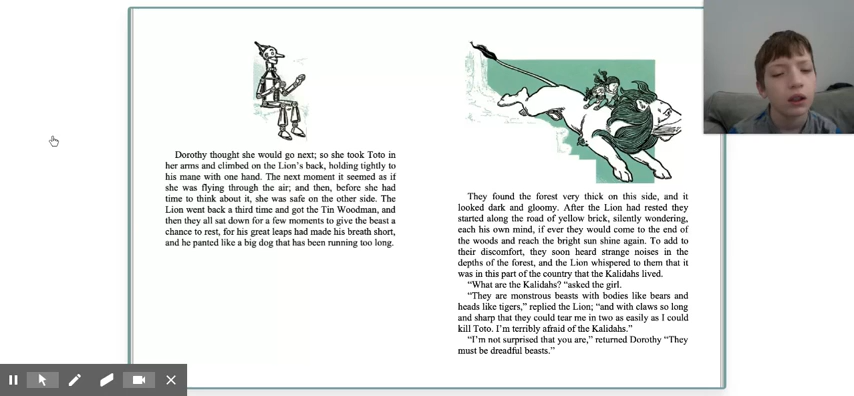 Dorothy thought she would go next; so she took Toto in
her arms and climbed on the Lion's back, holding tightly to
his mane with one hand. The next moment it seemed as if
she was flying through the air; and then, before she had
time to think about it, she was safe on the other side. The
Lion went back a third time and got the Tin Woodman, and
then they all sat down for a few moments to give the beast a
chance to rest, for his great leaps had made his breath short,
and he panted like a big dog that has been running too long.
They found the forest very thick on this side, and it
looked dark and gloomy. After the Lion had rested they
started along the road of yellow brick, silently wondering,
each his own mind, if ever they would come to the end of
the woods and reach the bright sun shine again. To add to
their discomfort, they soon heard strange noises in the
depths of the forest, and the Lion whispered to them that it
was in this part of the country that the Kalidahs lived.
“What are the Kalidahs? “asked the girl.
“They are monstrous beasts with bodies like bears and
heads like tigers,” replied the Lion; “and with claws so long
and sharp that they could tear me in two as easily as I could
kill Toto. I'm terribly afraid of the Kalidahs.”
“I'm not surprised that you are,” returned Dorothy “They
must be dreadful beasts.”